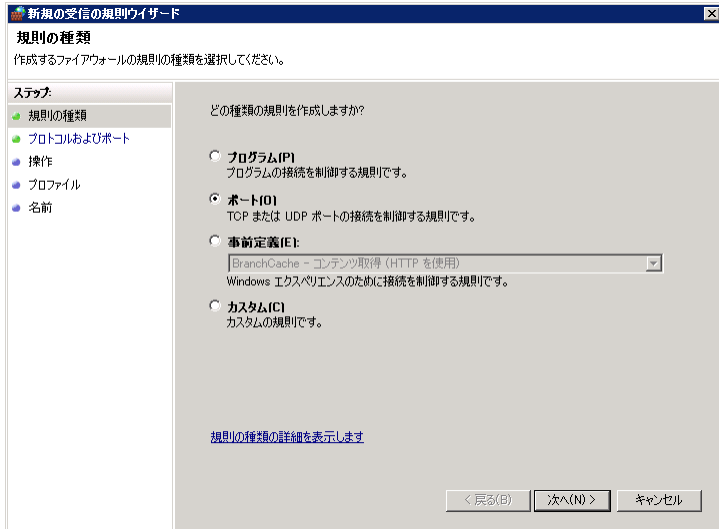 新規の受信の規則ウィザード
規則の種類
作成するファイアウォールの規則の種類を選択してください。
ステップ:
規則の種類
プロトコルおよびポート
操作
プロファイル
名前
どの種類の規則を作成しますか?
プログラム(P)
プログラムの接続を制御する規則です。
ポート(O)
TCP または UDP ポートの接続を制御する規則です。
事前定義(E):
BranchCache - コンテンツ取得 (HTTP を使用)
Windows エクスペリエンスのために接続を制御する規則です。
カスタム(C)
カスタムの規則です。
規則の種類の詳細を表示します
< 戻る(B) 次へ(N) > キャンセル